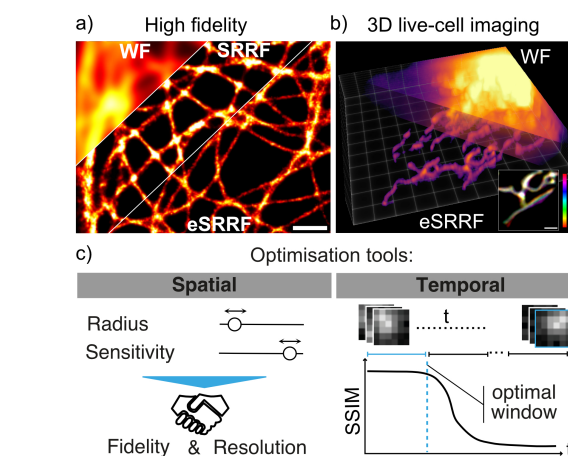 a) High fidelity
WF SRRF
eSRRF
b) 3D live-cell imaging
WF
eSRRF
c) Optimisation tools:
Spatial
Radius
Sensitivity
Fidelity & Resolution
Temporal
t
SSIM
optimal
window
t